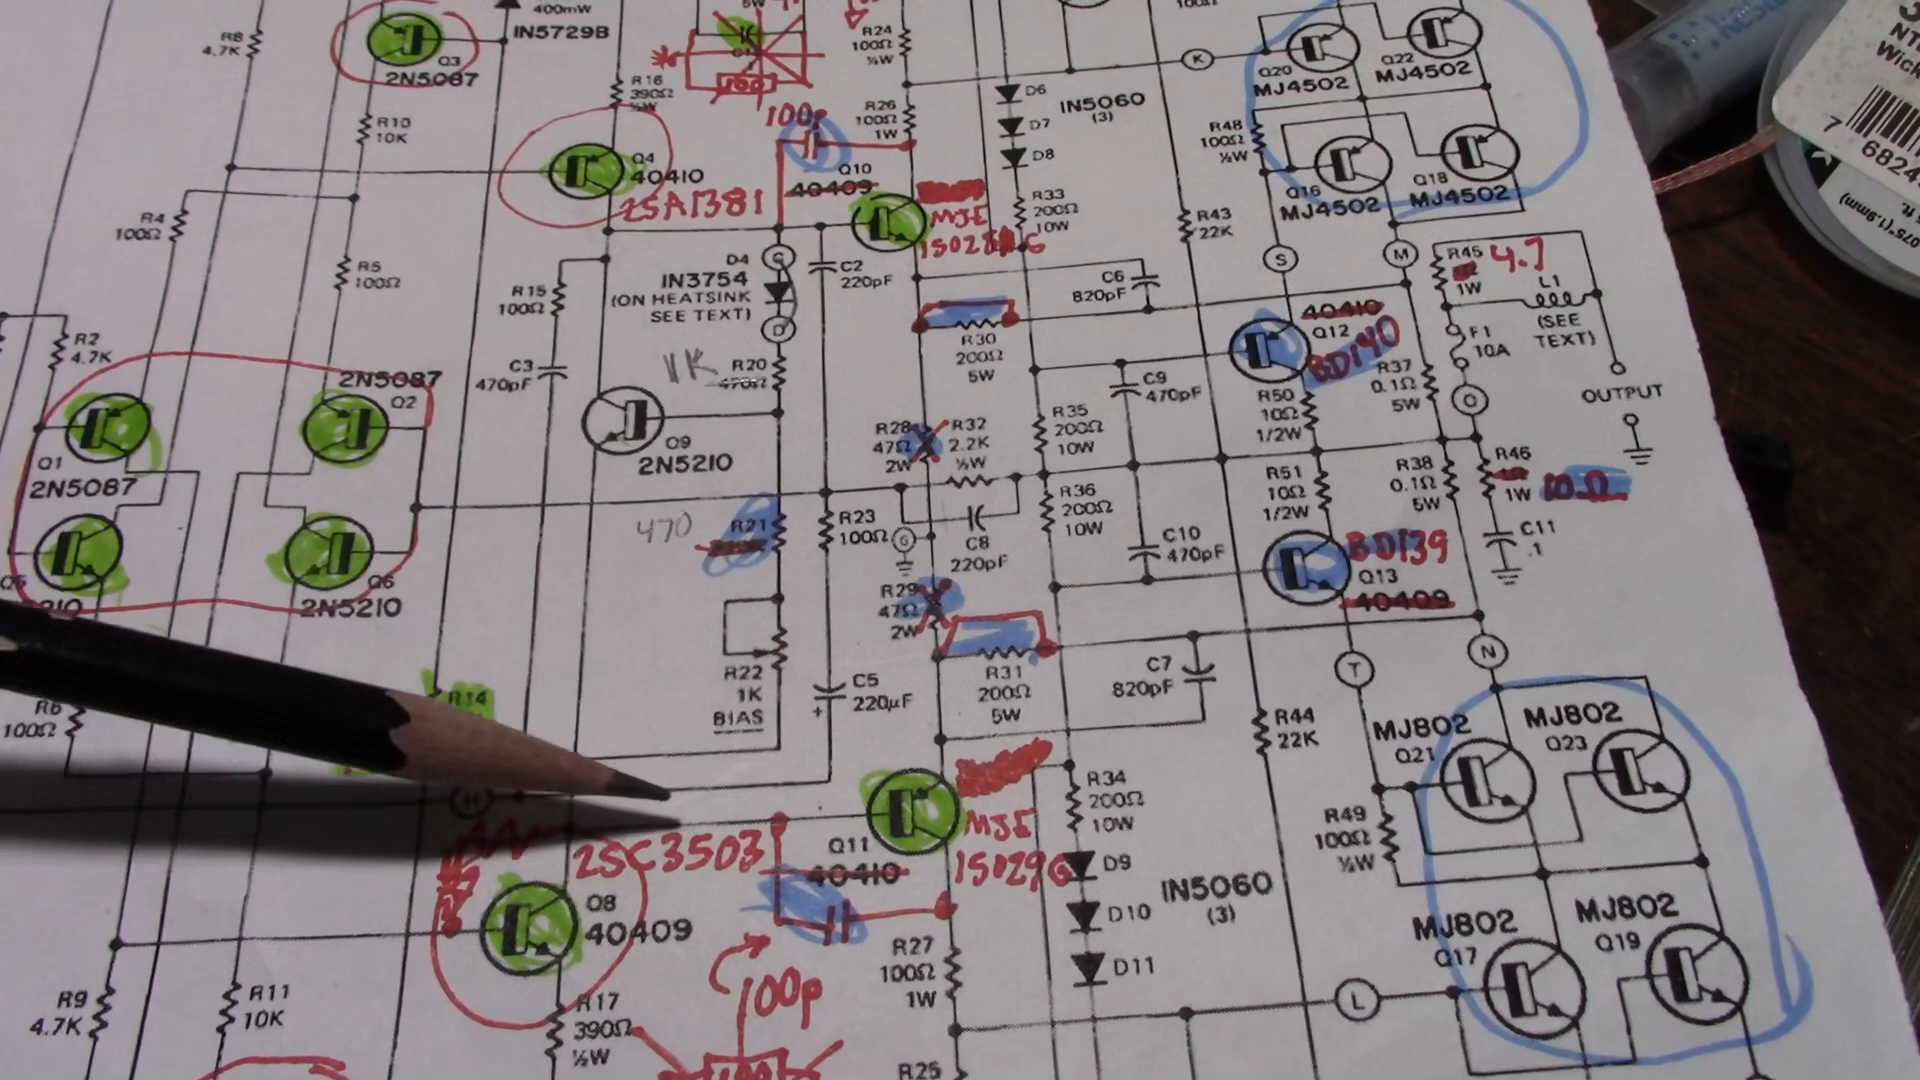 400mW
IN5729B
R8
4.7K
Q3
2N5087
5W
R24
100Ω
½W
K
Q20
MJ4502
Q22
MJ4502
R16
390Ω
½W
100p
R26
100Ω
1W
D6
D7
D8
IN5060
(3)
R10
10K
Q4
40410
2SA1381
Q10
40409
MJE
R33
200Ω
10W
R48
100Ω
½W
Q16
MJ4502
Q18
MJ4502
R4
100Ω
R43
22K
R5
100Ω
R15
100Ω
D4
IN3754
(ON HEATSINK
SEE TEXT)
C2
220pF
C6
820pF
S
M
R45
4.7
1W
L1
(SEE
TEXT)
F1
10A
OUTPUT
R2
4.7K
C3
470pF
1K
R20
470Ω
R30
200Ω
5W
40410
Q12
BD140
C9
470pF
R37
0.1Ω
5W
R50
10Ω
1/2W
2N5087
Q2
Q1
2N5087
Q9
2N5210
R28
47Ω
2W
R32
2.2K
½W
R35
200Ω
10W
R51
10Ω
1/2W
R38
0.1Ω
5W
R46
1W
10Ω
C11
.1
470
R21
R23
100Ω
G
C8
220pF
R36
200Ω
10W
C10
470pF
BD139
Q13
40409
Q6
2N5210
R29
47Ω
2W
R14
R6
100Ω
R22
1K
BIAS
C5
220µF
+
R31
200Ω
5W
C7
820pF
T
N
R44
22K
MJ802
Q21
MJ802
Q23
2SC3503
Q11
40410
MJE
15029G
R34
200Ω
10W
D9
D10
D11
IN5060
(3)
R49
100Ω
½W
Q8
40409
MJ802
Q17
MJ802
Q19
R9
4.7K
R11
10K
R17
390Ω
½W
100p
R27
100Ω
1W
L
R25